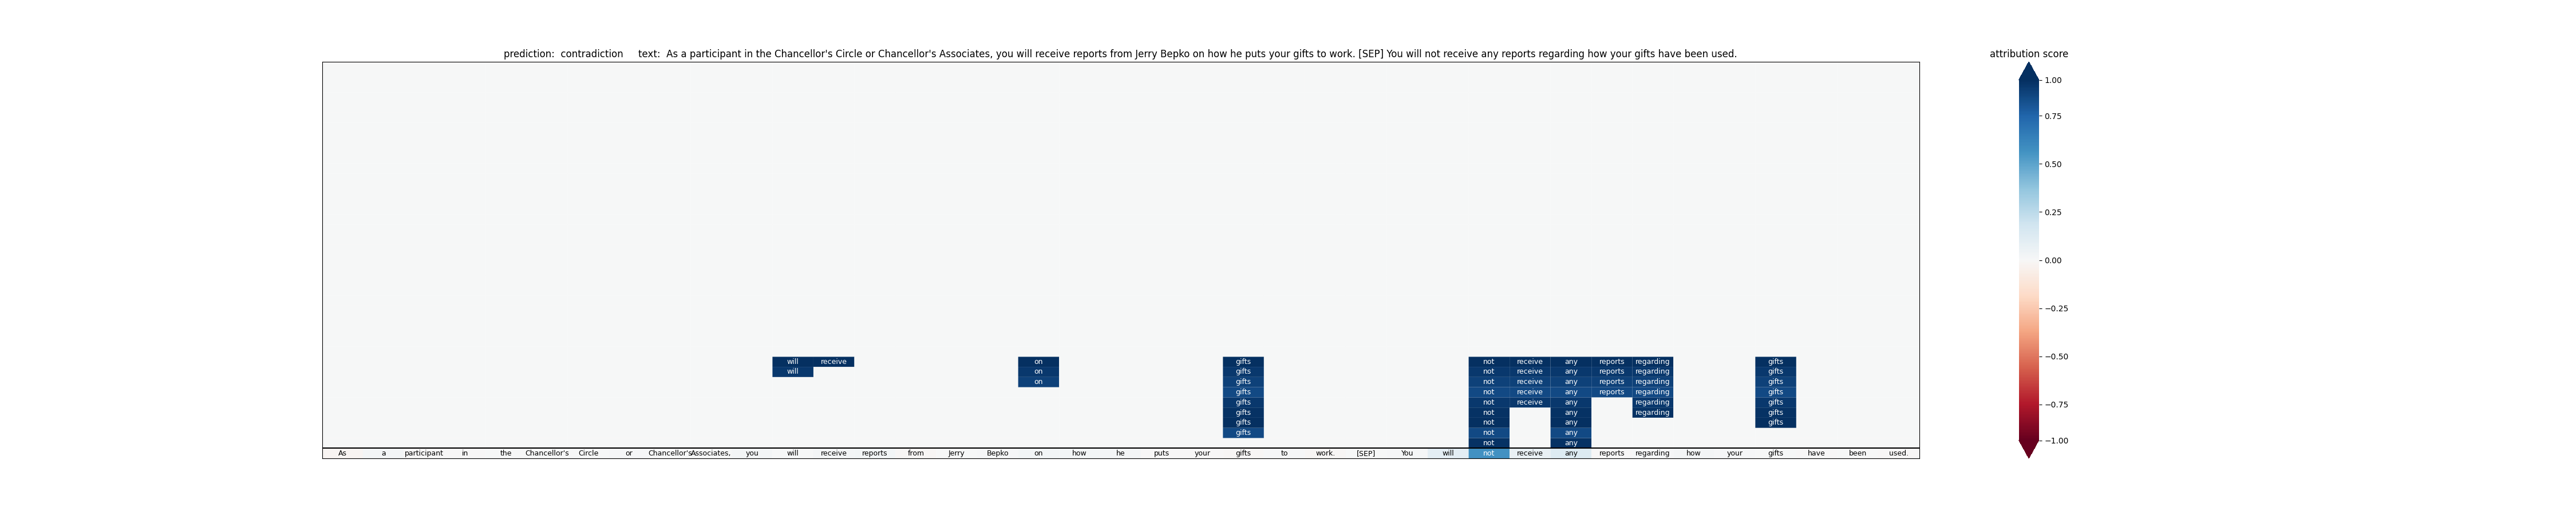 prediction:  contradiction     text:  As a participant in the Chancellor's Circle or Chancellor's Associates, you will receive reports from Jerry Bepko on how he puts your gifts to work. [SEP] You will not receive any reports regarding how your gifts have been used.
attribution score
1.00
0.75
0.50
0.25
0.00
−0.25
−0.50
−0.75
−1.00
will receive on gifts not receive any reports regarding gifts
will on gifts not receive any reports regarding gifts
on gifts not receive any reports regarding gifts
gifts not receive any reports regarding gifts
gifts not receive any regarding gifts
gifts not any regarding gifts
gifts not any gifts
gifts not any
not any
As a participant in the Chancellor's Circle or Chancellor's Associates, you will receive reports from Jerry Bepko on how he puts your gifts to work. [SEP] You will not receive any reports regarding how your gifts have been used.